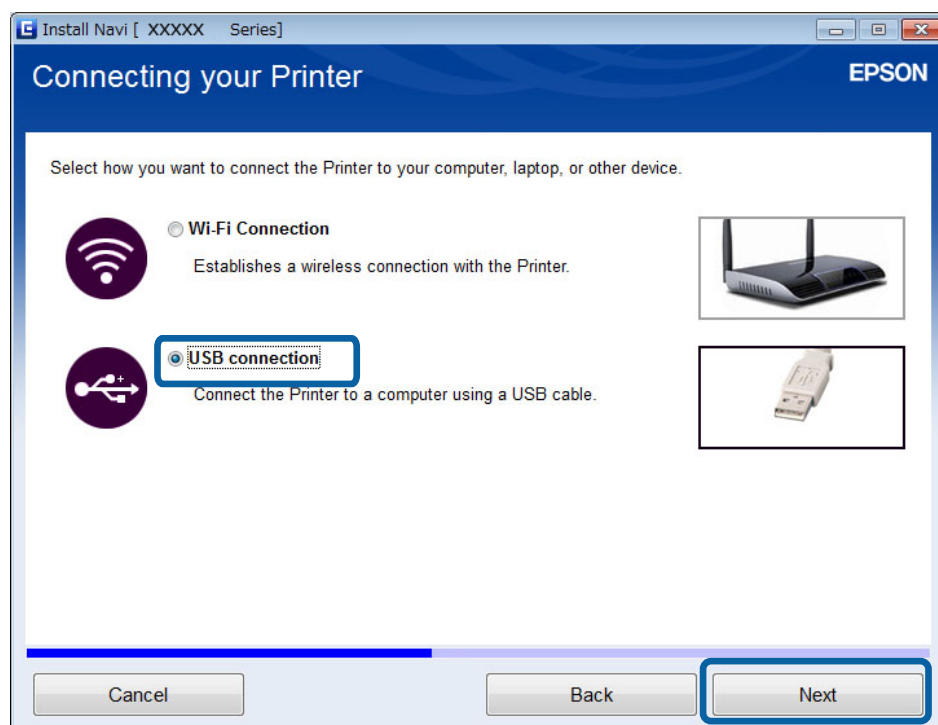 Install Navi [ XXXXX Series]
Connecting your Printer
EPSON
Select how you want to connect the Printer to your computer, laptop, or other device.
Wi-Fi Connection
Establishes a wireless connection with the Printer.
USB connection
Connect the Printer to a computer using a USB cable.
Cancel
Back
Next